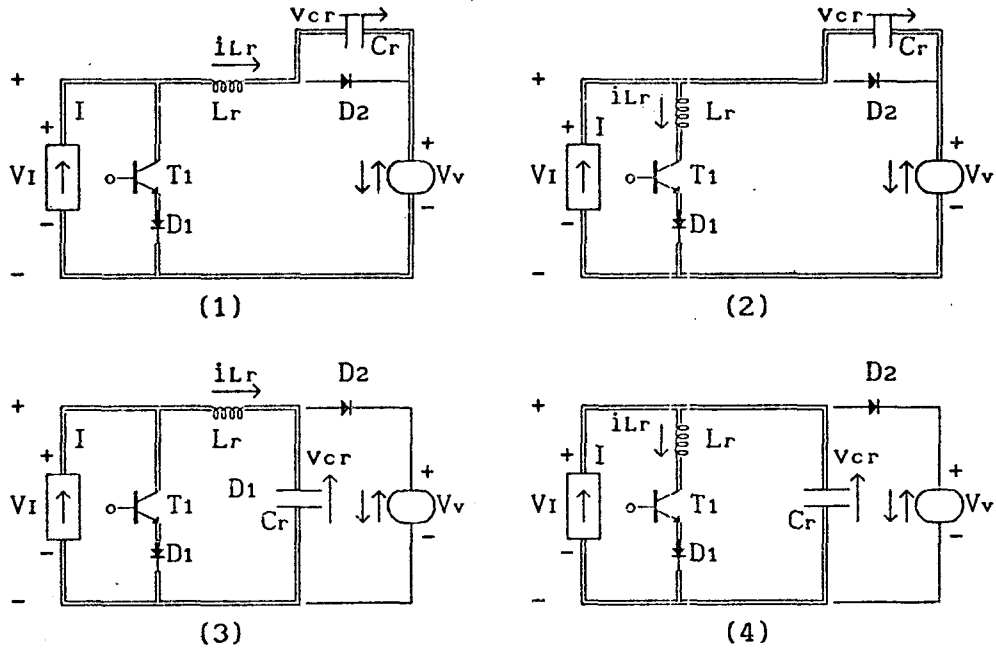 vcr
iLr
Cr
+
I
Lr
D2
+
VI
T1
Vv
+
D1
−
−
−
(1)
vcr
Cr
+
iLr
Lr
D2
I
+
VI
T1
Vv
+
D1
−
−
−
(2)
iLr
D2
+
I
Lr
vcr
+
VI
T1
D1
Cr
Vv
+
D1
−
−
−
(3)
D2
+
iLr
Lr
I
vcr
+
VI
T1
Cr
Vv
+
D1
−
−
−
(4)